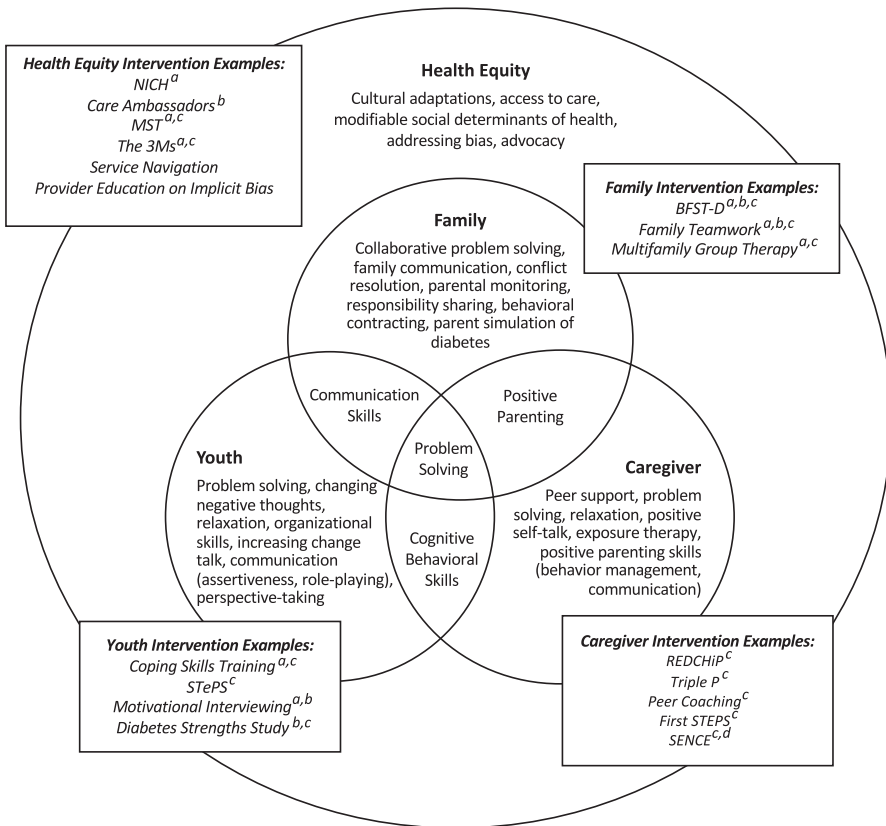 Health Equity Intervention Examples:
NICH a
Care Ambassadors b
MST a,c
The 3Ms a,c
Service Navigation
Provider Education on Implicit Bias
Health Equity
Cultural adaptations, access to care,
modifiable social determinants of health,
addressing bias, advocacy
Family Intervention Examples:
BFST-D a,b,c
Family Teamwork a,b,c
Multifamily Group Therapy a,c
Family
Collaborative problem solving,
family communication, conflict
resolution, parental monitoring,
responsibility sharing, behavioral
contracting, parent simulation of
diabetes
Communication
Skills
Positive
Parenting
Problem
Solving
Youth
Problem solving, changing
negative thoughts,
relaxation, organizational
skills, increasing change
talk, communication
(assertiveness, role-playing),
perspective-taking
Cognitive
Behavioral
Skills
Caregiver
Peer support, problem
solving, relaxation, positive
self-talk, exposure therapy,
positive parenting skills
(behavior management,
communication)
Youth Intervention Examples:
Coping Skills Training a,c
STePS c
Motivational Interviewing a,b
Diabetes Strengths Study b,c
Caregiver Intervention Examples:
REDCHiP c
Triple P c
Peer Coaching c
First STEPS c
SENCE c,d